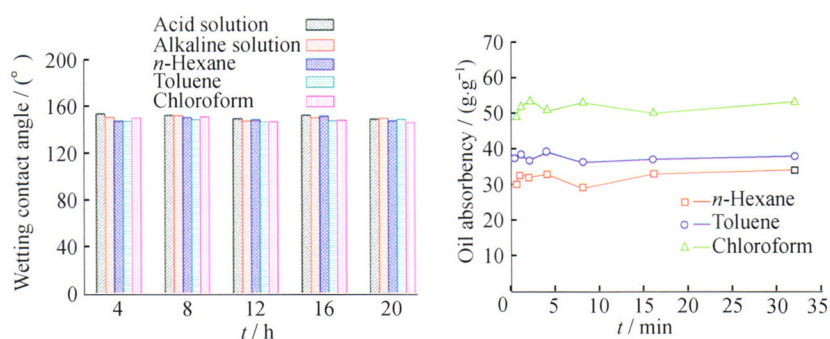 Acid solution
Alkaline solution
n-Hexane
Toluene
Chloroform
200
160
120
80
40
0
Wetting contact angle / (°)
4 8 12 16 20
t / h
70
60
50
40
30
20
10
Oil absorbency / (g·g⁻¹)
n-Hexane
Toluene
Chloroform
0 5 10 15 20 25 30 35
t / min